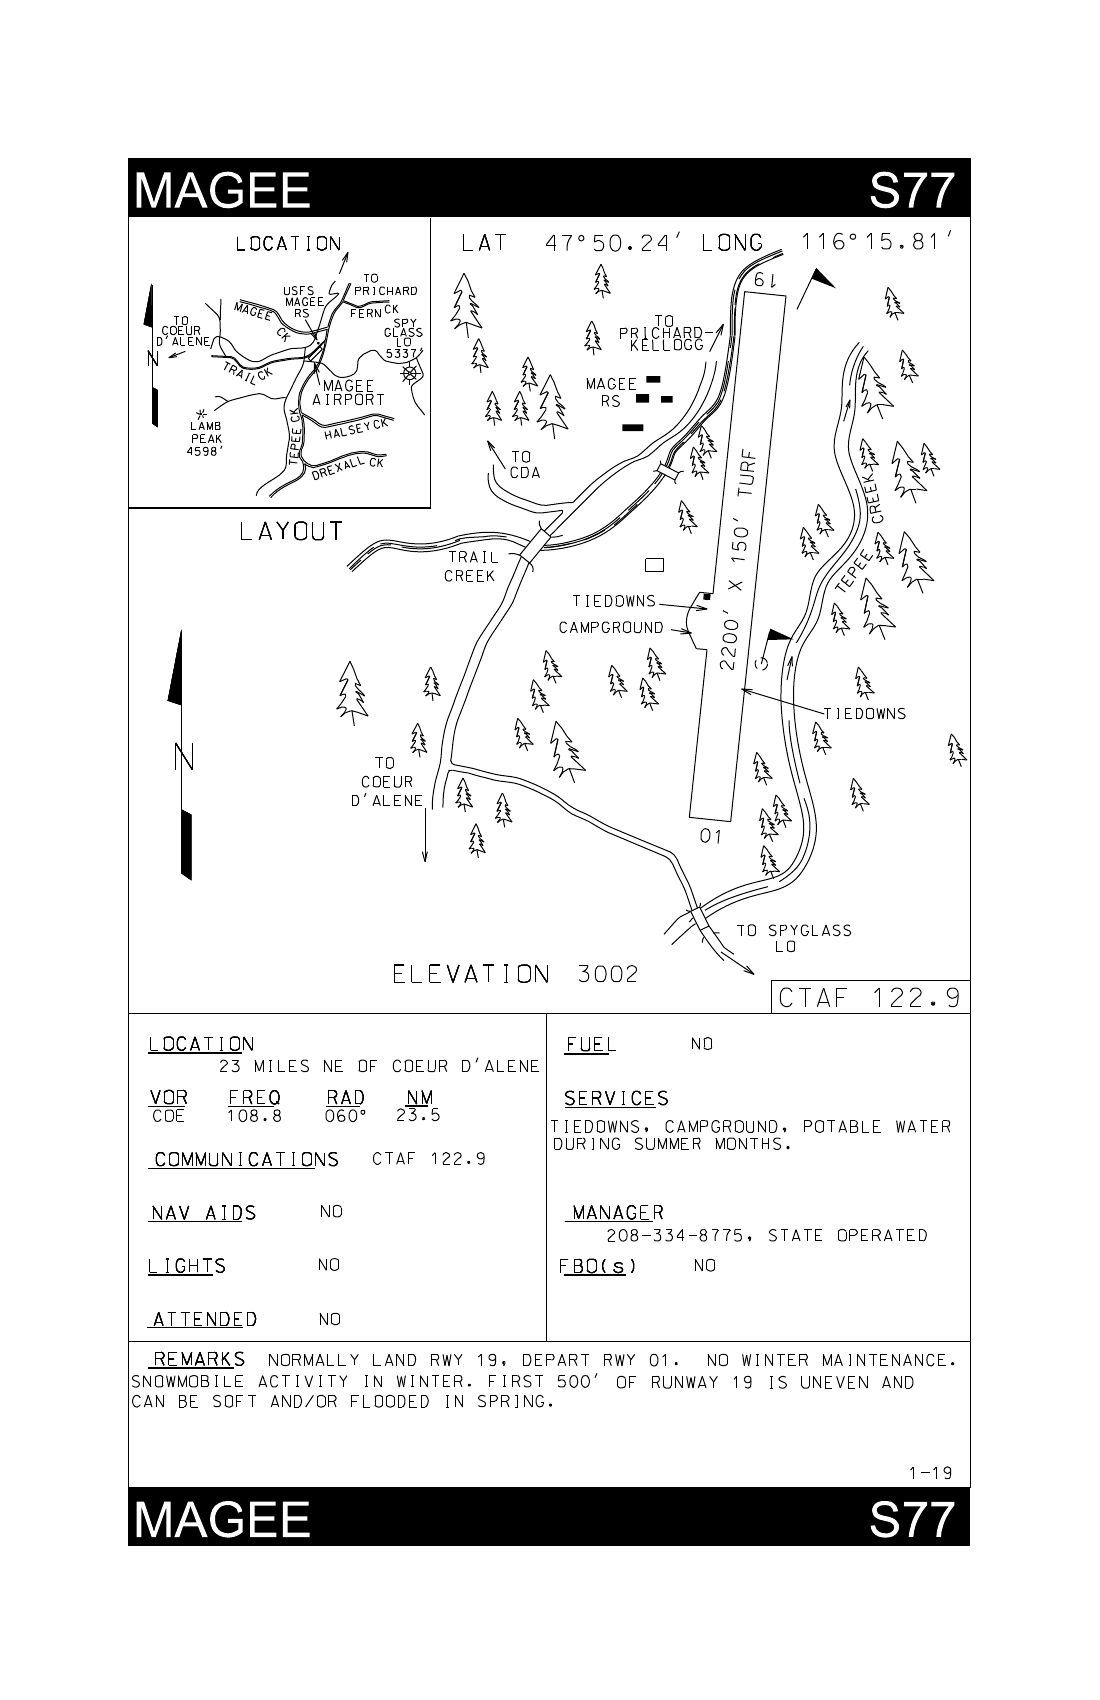 MAGEE S77
LOCATION
TO
PRICHARD
USFS
MAGEE
RS
MAGEE
CK
FERN CK
SPY
GLASS
LO
5337'
TO
COEUR
D'ALENE
N
TRAIL CK
MAGEE
AIRPORT
LAMB
PEAK
4598'
TEPEE CK
HALSEY CK
DREXALL CK
LAT 47°50.24' LONG 116°15.81'
19
TO
PRICHARD-
KELLOGG
MAGEE
RS
TO
CDA
LAYOUT
TRAIL
CREEK
2200' X 150' TURF
TEPEE CREEK
TIEDOWNS
CAMPGROUND
TIEDOWNS
N
TO
COEUR
D'ALENE
01
TO SPYGLASS
LO
ELEVATION 3002
CTAF 122.9
LOCATION
23 MILES NE OF COEUR D'ALENE
VOR FREQ RAD NM
COE 108.8 060° 23.5
COMMUNICATIONS CTAF 122.9
NAV AIDS NO
LIGHTS NO
ATTENDED NO
FUEL NO
SERVICES
TIEDOWNS, CAMPGROUND, POTABLE WATER
DURING SUMMER MONTHS.
MANAGER
208-334-8775, STATE OPERATED
FBO(s) NO
REMARKS NORMALLY LAND RWY 19, DEPART RWY 01. NO WINTER MAINTENANCE.
SNOWMOBILE ACTIVITY IN WINTER. FIRST 500' OF RUNWAY 19 IS UNEVEN AND
CAN BE SOFT AND/OR FLOODED IN SPRING.
1-19
MAGEE S77